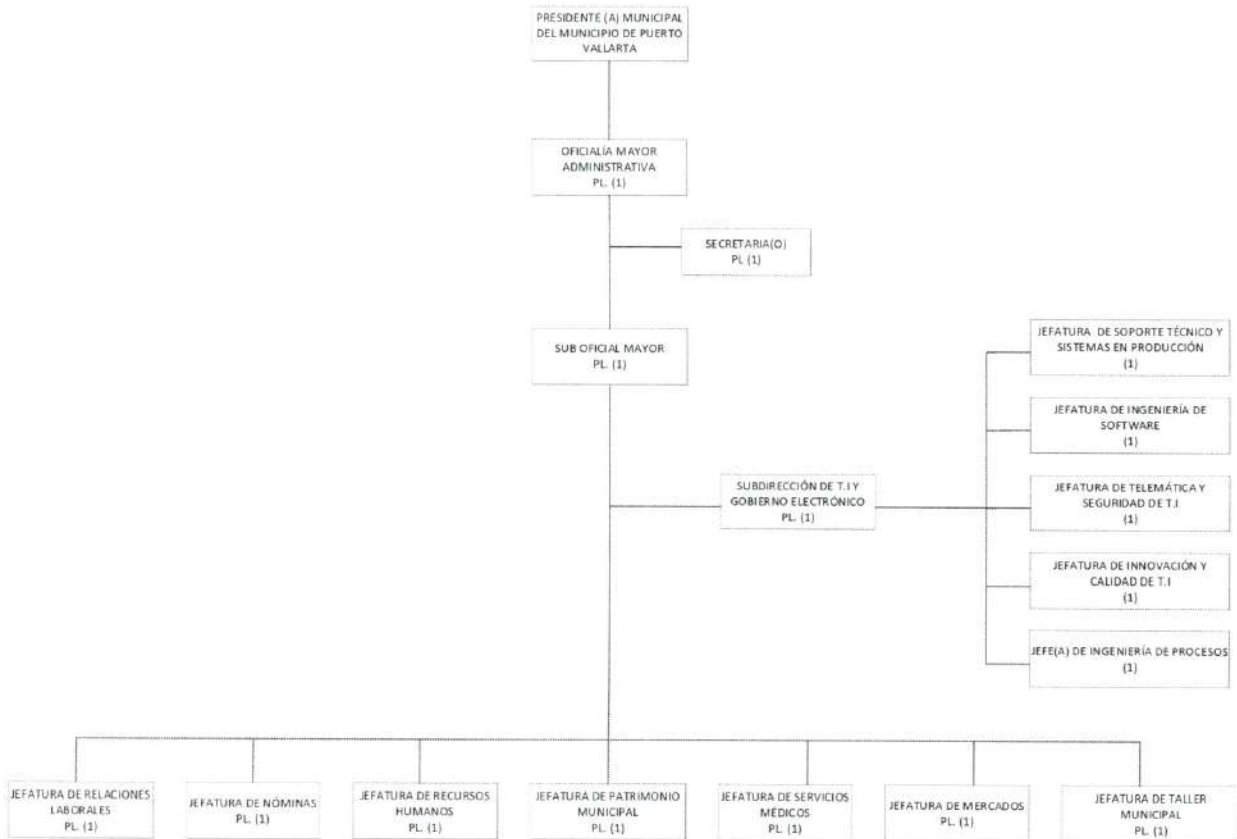 PRESIDENTE (A) MUNICIPAL
DEL MUNICIPIO DE PUERTO
VALLARTA
OFICIALÍA MAYOR
ADMINISTRATIVA
PL. (1)
SECRETARIA(O)
PL (1)
SUB OFICIAL MAYOR
PL. (1)
SUBDIRECCIÓN DE T.I Y
GOBIERNO ELECTRÓNICO
PL. (1)
JEFATURA DE SOPORTE TÉCNICO Y
SISTEMAS EN PRODUCCIÓN
(1)
JEFATURA DE INGENIERÍA DE
SOFTWARE
(1)
JEFATURA DE TELEMÁTICA Y
SEGURIDAD DE T.I
(1)
JEFATURA DE INNOVACIÓN Y
CALIDAD DE T.I
(1)
JEFE(A) DE INGENIERÍA DE PROCESOS
(1)
JEFATURA DE RELACIONES
LABORALES
PL. (1)
JEFATURA DE NÓMINAS
PL. (1)
JEFATURA DE RECURSOS
HUMANOS
PL. (1)
JEFATURA DE PATRIMONIO
MUNICIPAL
PL. (1)
JEFATURA DE SERVICIOS
MÉDICOS
PL. (1)
JEFATURA DE MERCADOS
PL. (1)
JEFATURA DE TALLER
MUNICIPAL
PL. (1)